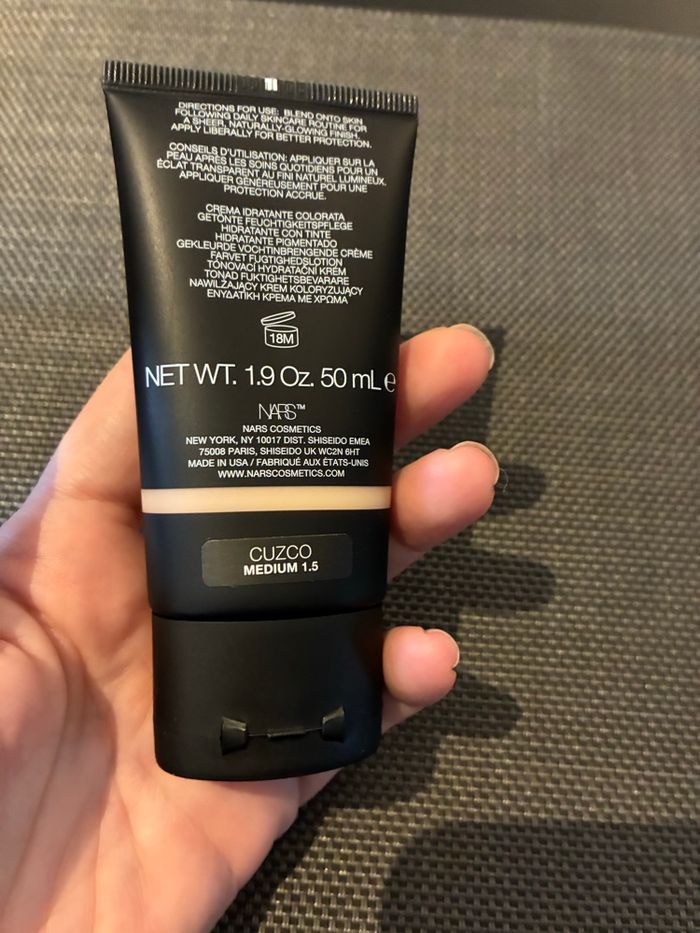 DIRECTIONS FOR USE: BLEND ONTO SKIN
FOLLOWING DAILY SKINCARE ROUTINE FOR
A SHEER, NATURALLY-GLOWING FINISH.
APPLY LIBERALLY FOR BETTER PROTECTION.
CONSEILS D'UTILISATION: APPLIQUER SUR LA
PEAU APRÈS LES SOINS QUOTIDIENS POUR UN
ÉCLAT TRANSPARENT AU FINI NATUREL LUMINEUX.
APPLIQUER GÉNÉREUSEMENT POUR UNE
PROTECTION ACCRUE.
CREMA IDRATANTE COLORATA
GETÖNTE FEUCHTIGKEITSPFLEGE
HIDRATANTE CON TINTE
HIDRATANTE PIGMENTADO
GEKLEURDE VOCHTINBRENGENDE CRÈME
FARVET FUGTIGHEDSLOTION
TÓNOVACÍ HYDRATAČNÍ KRÉM
TONAD FUKTIGHETSBEVARARE
NAWILŻAJĄCY KREM KOLORYZUJĄCY
ΕΝΥΔΑΤΙΚΗ ΚΡΕΜΑ ΜΕ ΧΡΩΜΑ
18M
NET WT. 1.9 Oz. 50 mL e
NARS™
NARS COSMETICS
NEW YORK, NY 10017 DIST. SHISEIDO EMEA
75008 PARIS, SHISEIDO UK WC2N 6HT
MADE IN USA / FABRIQUÉ AUX ÉTATS-UNIS
WWW.NARSCOSMETICS.COM
CUZCO
MEDIUM 1.5